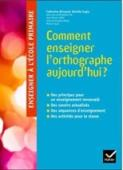 ENSEIGNER À L'ÉCOLE PRIMAIRE
Comment
enseigner
l'orthographe
aujourd'hui ?
Des principes pour
un enseignement renouvelé
Des savoirs actualisés
Des séquences d'enseignement
Des activités pour la classe